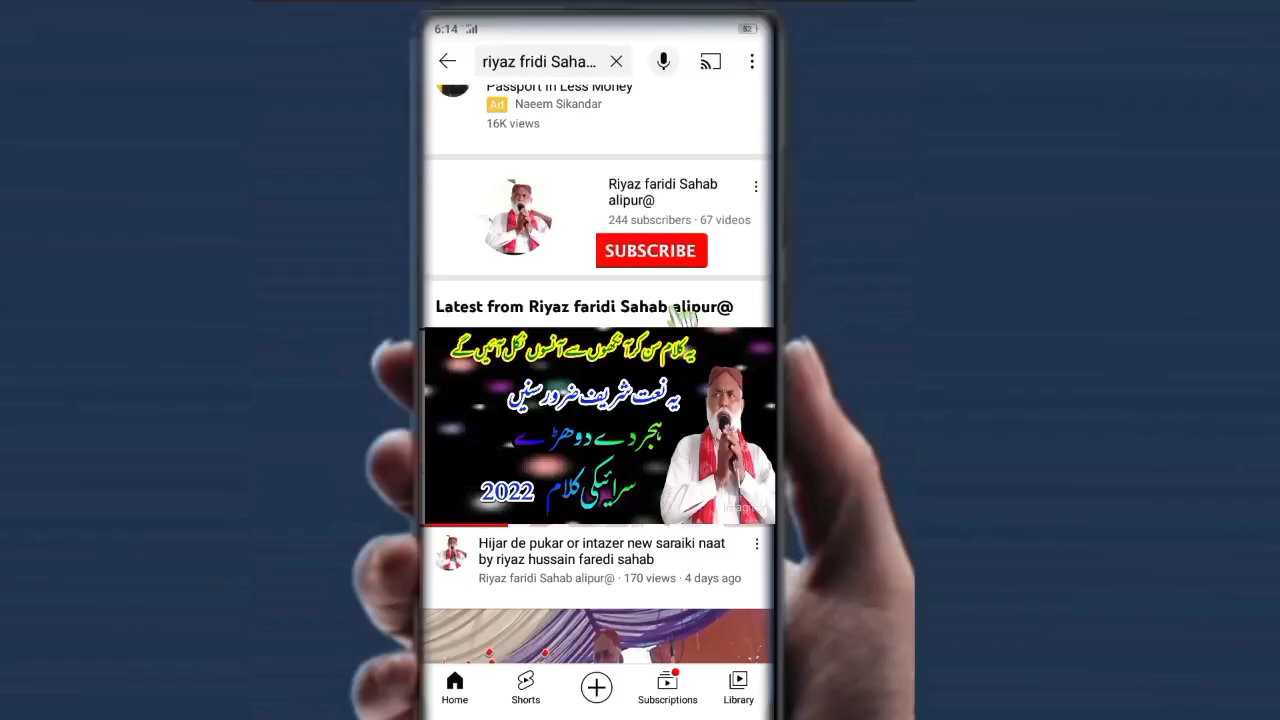 6:14
52
riyaz fridi Saha...
Passport In Less Money
Ad Naeem Sikandar
16K views
Riyaz faridi Sahab
alipur@
244 subscribers · 67 videos
SUBSCRIBE
Latest from Riyaz faridi Sahab alipur@
یہ کلام سن کر آنکھوں سے آنسوں نکل آئیں گے
یہ نعت شریف ضرور سنیں
ہجر دے دوھڑے
سرائیکی کلام 2022
Hijar de pukar or intazer new saraiki naat
by riyaz hussain faredi sahab
Riyaz faridi Sahab alipur@ · 170 views · 4 days ago
Home
Shorts
Subscriptions
Library